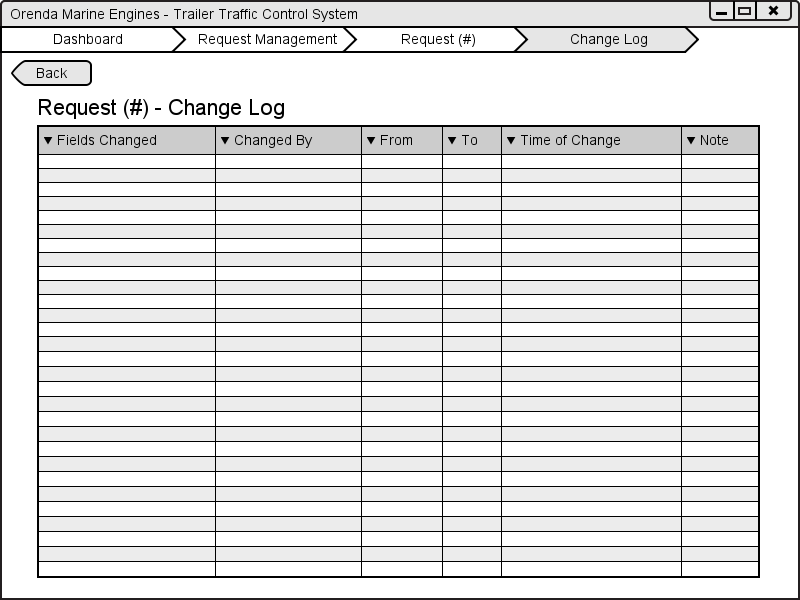 Orenda Marine Engines - Trailer Traffic Control System
Dashboard Request Management Request (#) Change Log
Back
Request (#) - Change Log
Fields Changed Changed By From To Time of Change Note